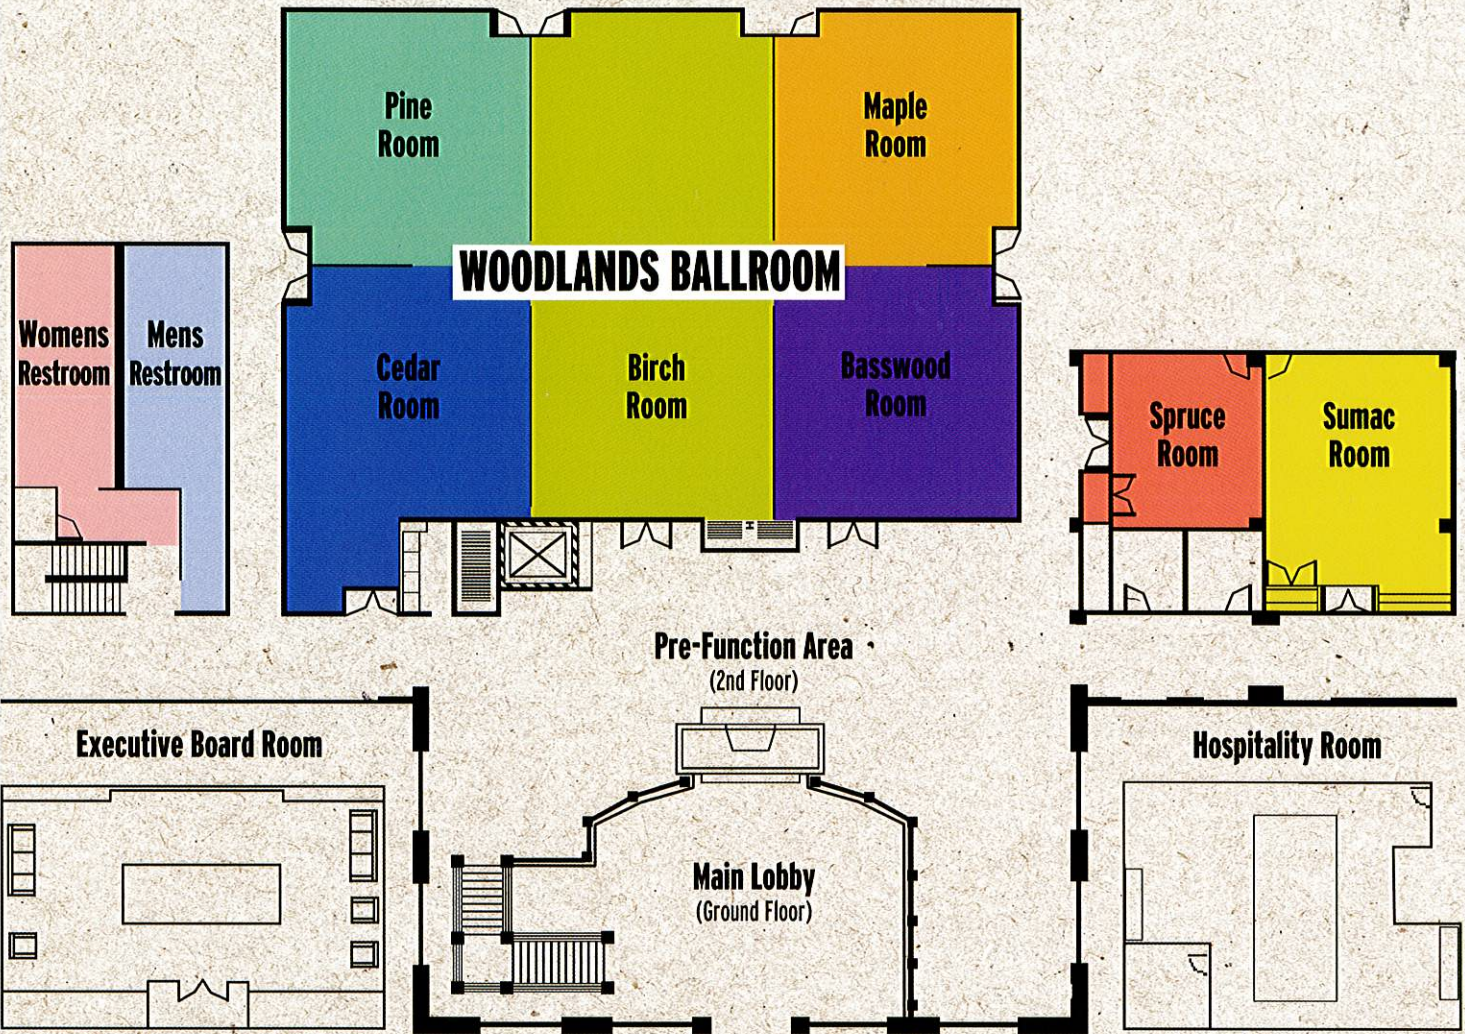 Pine
Room
Maple
Room
WOODLANDS BALLROOM
Womens
Restroom
Mens
Restroom
Cedar
Room
Birch
Room
Basswood
Room
Spruce
Room
Sumac
Room
H
Pre-Function Area
(2nd Floor)
Executive Board Room
Hospitality Room
Main Lobby
(Ground Floor)